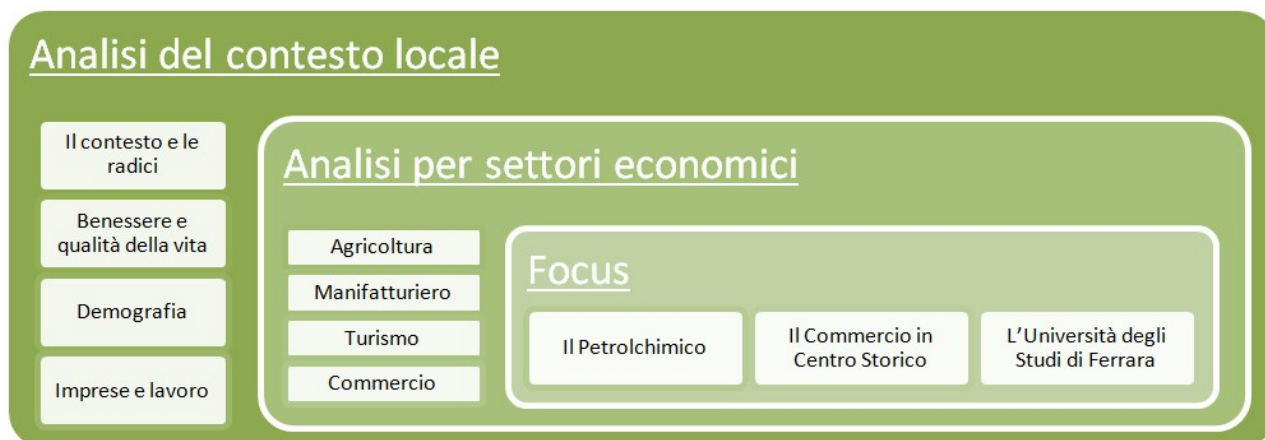 Analisi del contesto locale
Il contesto e le
radici
Benessere e
qualità della vita
Demografia
Imprese e lavoro
Analisi per settori economici
Agricoltura
Manifatturiero
Turismo
Commercio
Focus
Il Petrolchimico
Il Commercio in
Centro Storico
L'Università degli
Studi di Ferrara